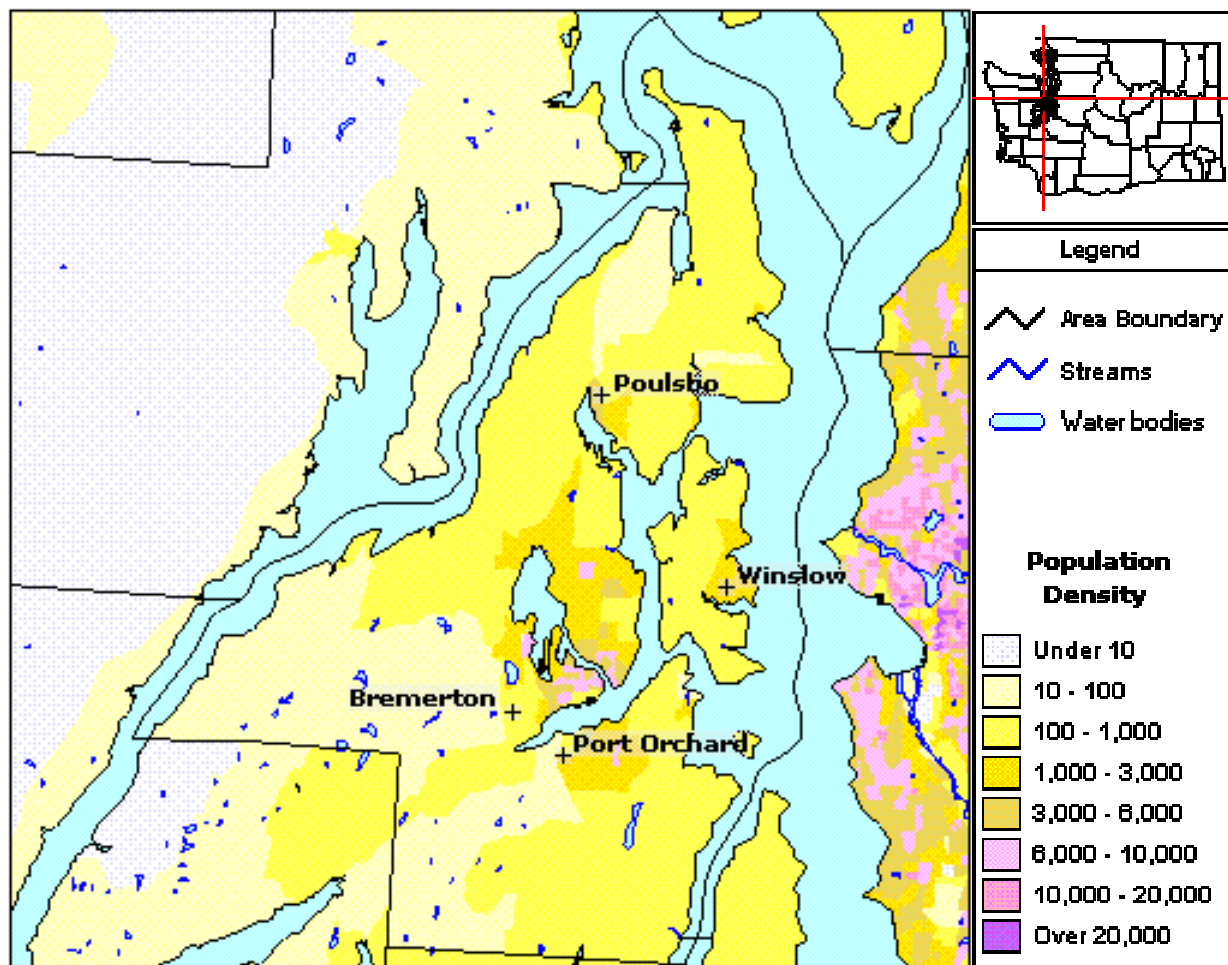 Poulsbo
Winslow
Bremerton
Port Orchard
Legend
Area Boundary
Streams
Water bodies
Population
Density
Under 10
10 - 100
100 - 1,000
1,000 - 3,000
3,000 - 6,000
6,000 - 10,000
10,000 - 20,000
Over 20,000